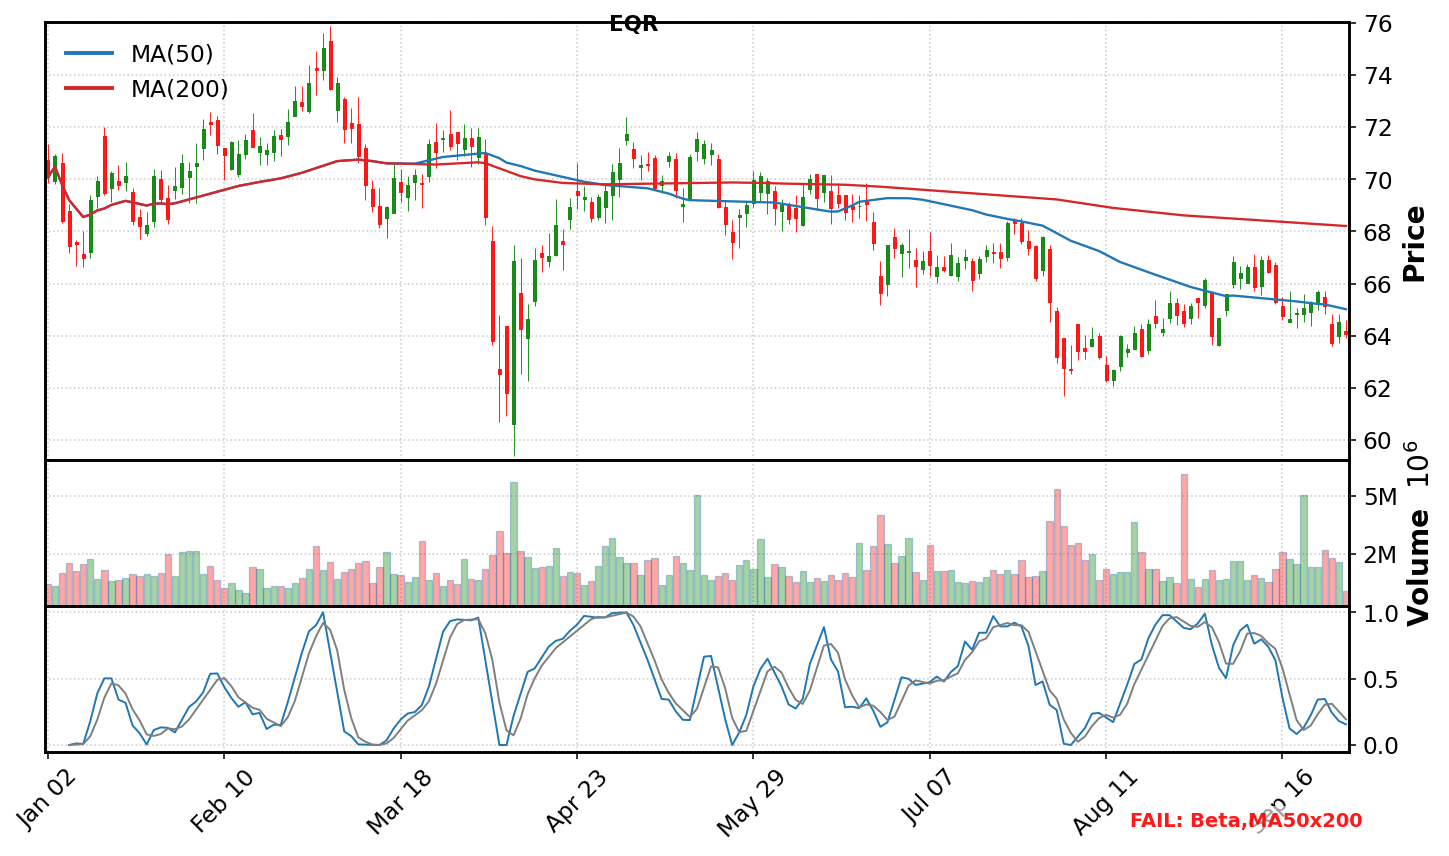 EQR
MA(50)
MA(200)
76
74
72
70
68
66
64
62
60
Price
5M
2M
Volume 10⁶
1.0
0.5
0.0
Jan 02
Feb 10
Mar 18
Apr 23
May 29
Jul 07
Aug 11
Sep 16
FAIL: Beta,MA50x200